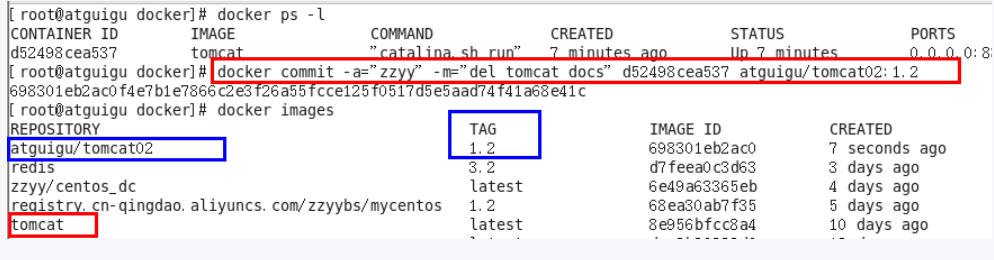 [root@atguigu docker]# docker ps -l
CONTAINER ID IMAGE COMMAND CREATED STATUS PORTS
d52498cea537 tomcat "catalina.sh run" 7 minutes ago Up 7 minutes 0.0.0.0:8
[root@atguigu docker]# docker commit -a="zzyy" -m="del tomcat docs" d52498cea537 atguigu/tomcat02:1.2
698301eb2ac0f4e7b1e7866c2e3f26a55fcce125f0517d5e5aad74f41a68e41c
[root@atguigu docker]# docker images
REPOSITORY TAG IMAGE ID CREATED
atguigu/tomcat02 1.2 698301eb2ac0 7 seconds ago
redis 3.2 d7feea0c3d63 3 days ago
zzyy/centos_dc latest 6e49a63365eb 4 days ago
registry.cn-qingdao.aliyuncs.com/zzyybs/mycentos 1.2 68ea30ab7f35 5 days ago
tomcat latest 8e956bfcc8a4 10 days ago